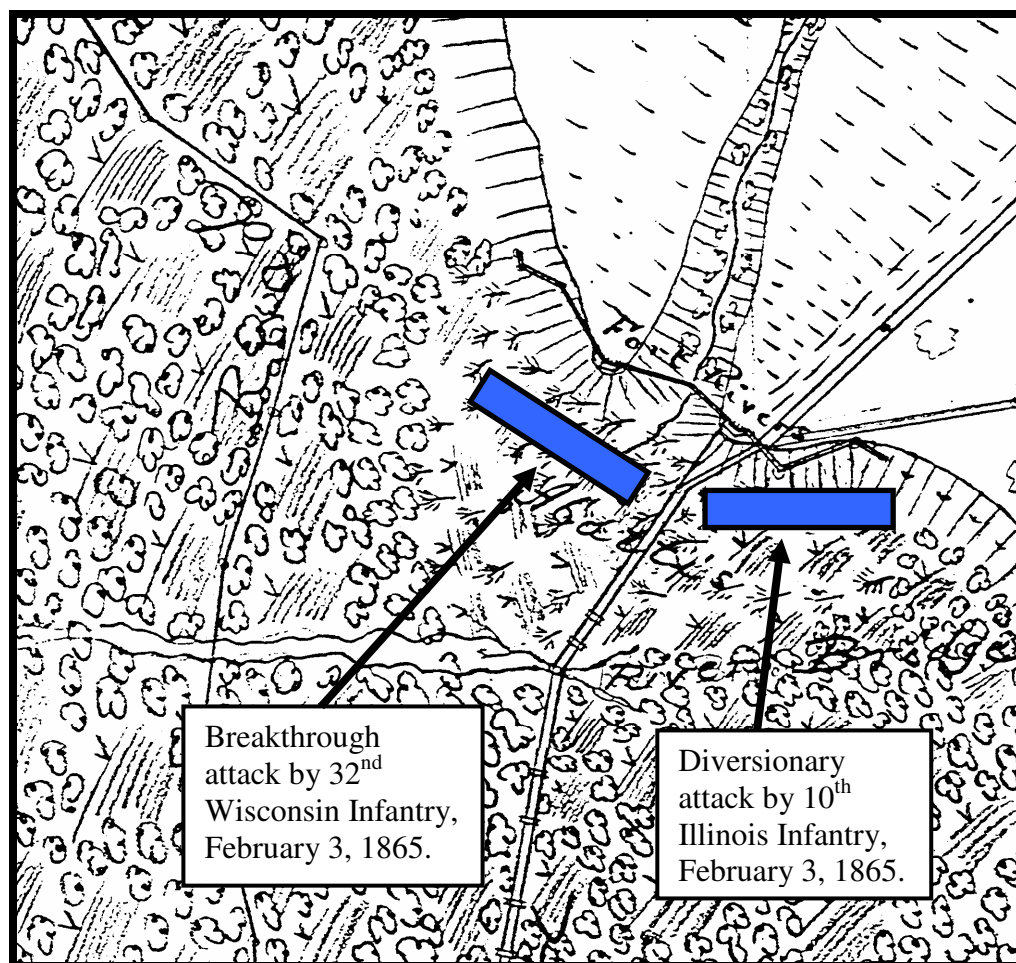 Breakthrough
attack by 32nd
Wisconsin Infantry,
February 3, 1865.
Diversionary
attack by 10th
Illinois Infantry,
February 3, 1865.